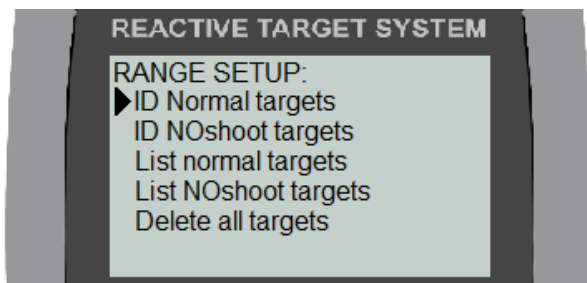 REACTIVE TARGET SYSTEM
RANGE SETUP:
ID Normal targets
ID NOshoot targets
List normal targets
List NOshoot targets
Delete all targets